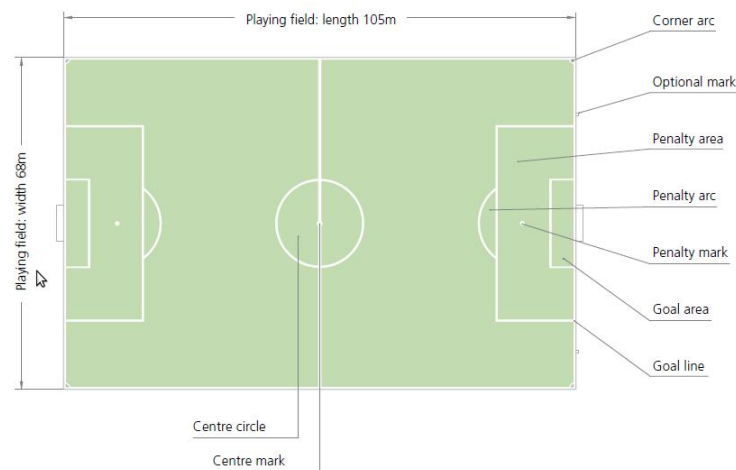 Playing field: length 105m
Corner arc
Optional mark
Playing field: width 68m
Penalty area
Penalty arc
Penalty mark
Goal area
Goal line
Centre circle
Centre mark